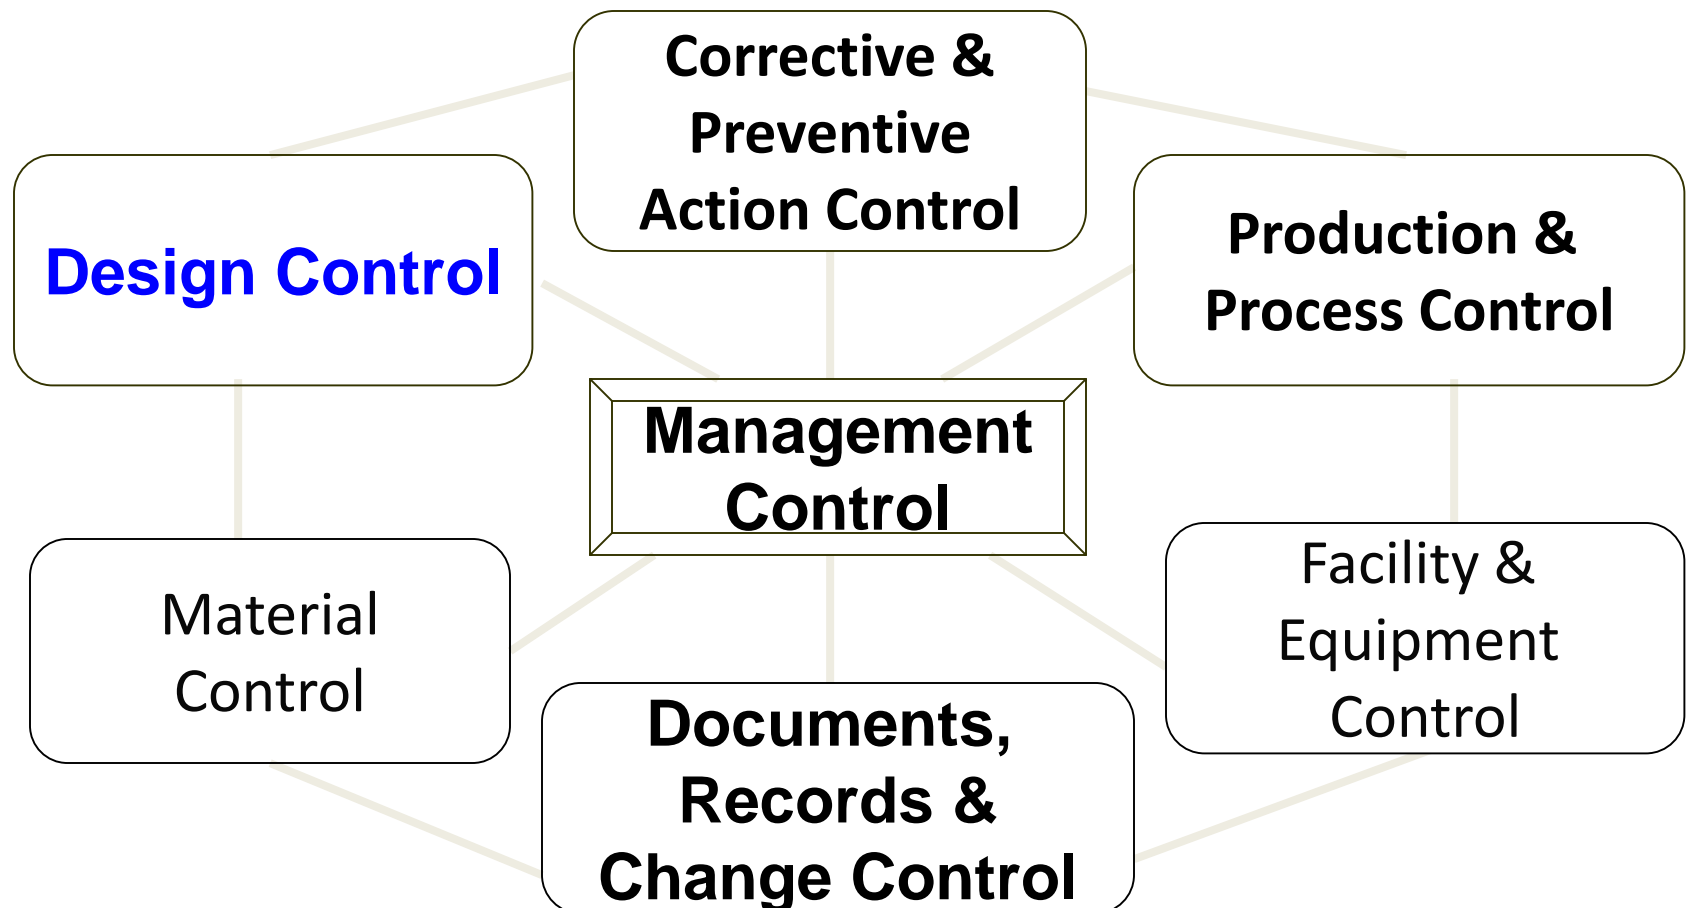 Corrective &
Preventive
Action Control
Design Control
Production &
Process Control
Management
Control
Material
Control
Facility &
Equipment
Control
Documents,
Records &
Change Control